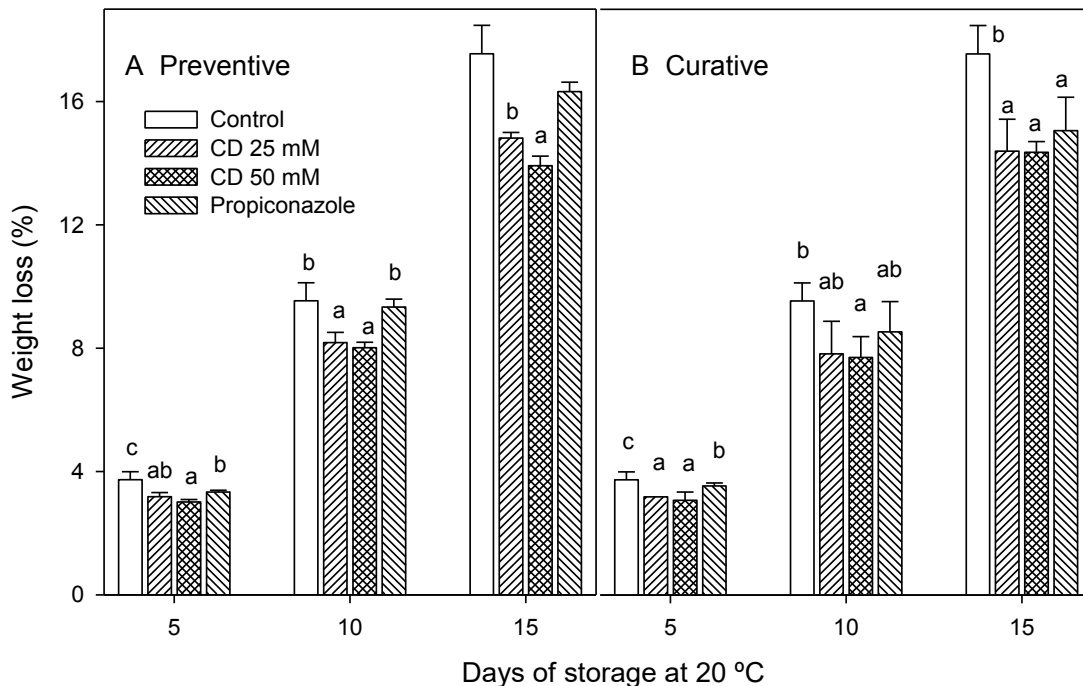 A Preventive
Control
CD 25 mM
CD 50 mM
Propiconazole
B Curative
Weight loss (%)
16
12
8
4
0
c ab a b
b a a b
b a
c a a b
b ab a ab
b a a a
5 10 15 5 10 15
Days of storage at 20 ºC